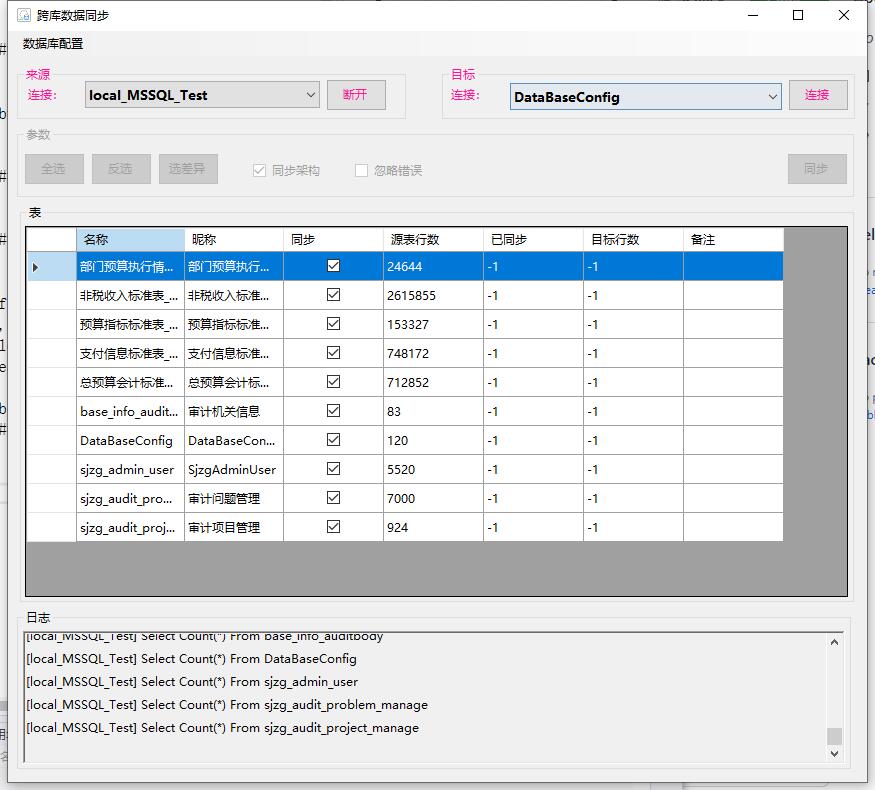 跨库数据同步
数据库配置
来源
连接:
local_MSSQL_Test
断开
目标
连接:
DataBaseConfig
连接
参数
全选 反选 选差异 同步架构 忽略错误 同步
表
名称 昵称 同步 源表行数 已同步 目标行数 备注
部门预算执行情... 部门预算执行... 24644 -1 -1
非税收入标准表_... 非税收入标准... 2615855 -1 -1
预算指标标准表_... 预算指标标准... 153327 -1 -1
支付信息标准表_... 支付信息标准... 748172 -1 -1
总预算会计标准... 总预算会计标... 712852 -1 -1
base_info_audit... 审计机关信息 83 -1 -1
DataBaseConfig DataBaseCon... 120 -1 -1
sjzg_admin_user SjzgAdminUser 5520 -1 -1
sjzg_audit_pro... 审计问题管理 7000 -1 -1
sjzg_audit_proj... 审计项目管理 924 -1 -1
日志
[local_MSSQL_Test] Select Count(*) From base_info_auditbody
[local_MSSQL_Test] Select Count(*) From DataBaseConfig
[local_MSSQL_Test] Select Count(*) From sjzg_admin_user
[local_MSSQL_Test] Select Count(*) From sjzg_audit_problem_manage
[local_MSSQL_Test] Select Count(*) From sjzg_audit_project_manage